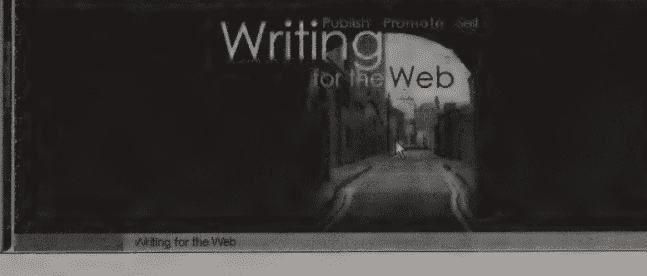 Publish Promote Sell
Writing
for the Web
Writing for the Web